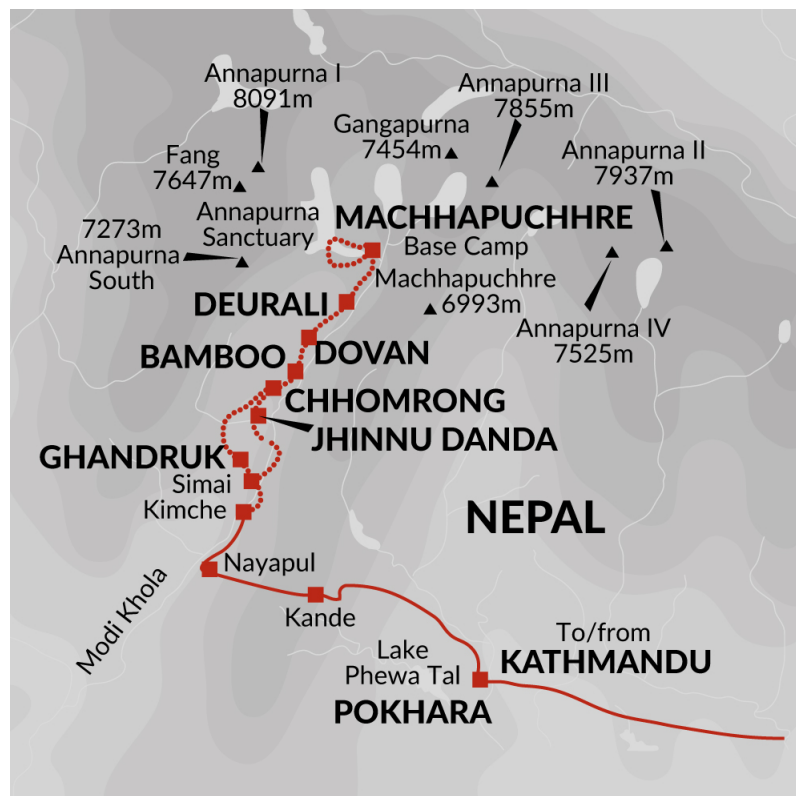 Annapurna I
8091m
Annapurna III
7855m
Gangapurna
7454m
Fang
7647m
Annapurna II
7937m
Annapurna
Sanctuary
MACHHAPUCHHRE
Base Camp
7273m
Annapurna
South
Machhapuchhre
6993m
DEURALI
Annapurna IV
7525m
BAMBOO
DOVAN
CHHOMRONG
JHINNU DANDA
GHANDRUK
Simai
Kimche
NEPAL
Nayapul
Modi Khola
Kande
To/from
KATHMANDU
Lake
Phewa Tal
POKHARA